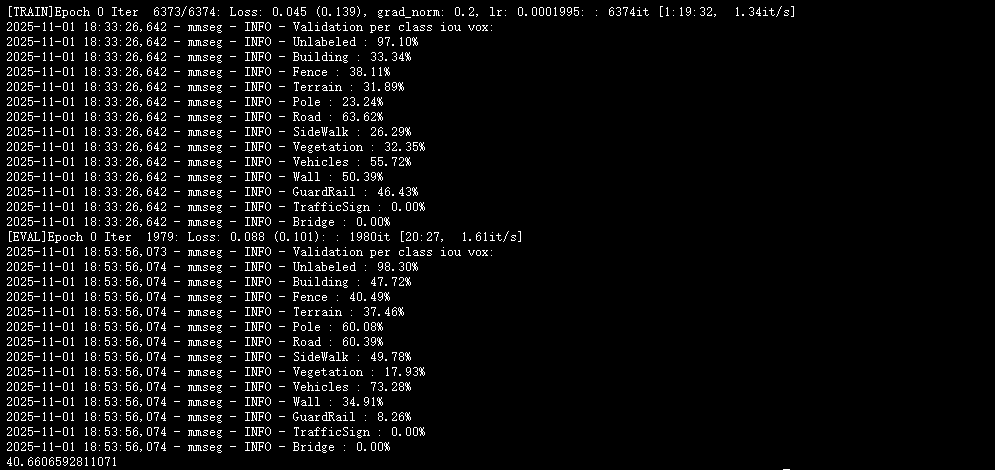 [TRAIN]Epoch 0 Iter  6373/6374: Loss: 0.045 (0.139), grad_norm: 0.2, lr: 0.0001995: : 6374it [1:19:32,  1.34it/s]
2025-11-01 18:33:26,642 - mmseg - INFO - Validation per class iou vox:
2025-11-01 18:33:26,642 - mmseg - INFO - Unlabeled : 97.10%
2025-11-01 18:33:26,642 - mmseg - INFO - Building : 33.34%
2025-11-01 18:33:26,642 - mmseg - INFO - Fence : 38.11%
2025-11-01 18:33:26,642 - mmseg - INFO - Terrain : 31.89%
2025-11-01 18:33:26,642 - mmseg - INFO - Pole : 23.24%
2025-11-01 18:33:26,642 - mmseg - INFO - Road : 63.62%
2025-11-01 18:33:26,642 - mmseg - INFO - SideWalk : 26.29%
2025-11-01 18:33:26,642 - mmseg - INFO - Vegetation : 32.35%
2025-11-01 18:33:26,642 - mmseg - INFO - Vehicles : 55.72%
2025-11-01 18:33:26,642 - mmseg - INFO - Wall : 50.39%
2025-11-01 18:33:26,642 - mmseg - INFO - GuardRail : 46.43%
2025-11-01 18:33:26,642 - mmseg - INFO - TrafficSign : 0.00%
2025-11-01 18:33:26,642 - mmseg - INFO - Bridge : 0.00%
[EVAL]Epoch 0 Iter  1979: Loss: 0.088 (0.101): : 1980it [20:27,  1.61it/s]
2025-11-01 18:53:56,073 - mmseg - INFO - Validation per class iou vox:
2025-11-01 18:53:56,074 - mmseg - INFO - Unlabeled : 98.30%
2025-11-01 18:53:56,074 - mmseg - INFO - Building : 47.72%
2025-11-01 18:53:56,074 - mmseg - INFO - Fence : 40.49%
2025-11-01 18:53:56,074 - mmseg - INFO - Terrain : 37.46%
2025-11-01 18:53:56,074 - mmseg - INFO - Pole : 60.08%
2025-11-01 18:53:56,074 - mmseg - INFO - Road : 60.39%
2025-11-01 18:53:56,074 - mmseg - INFO - SideWalk : 49.78%
2025-11-01 18:53:56,074 - mmseg - INFO - Vegetation : 17.93%
2025-11-01 18:53:56,074 - mmseg - INFO - Vehicles : 73.28%
2025-11-01 18:53:56,074 - mmseg - INFO - Wall : 34.91%
2025-11-01 18:53:56,074 - mmseg - INFO - GuardRail : 8.26%
2025-11-01 18:53:56,074 - mmseg - INFO - TrafficSign : 0.00%
2025-11-01 18:53:56,074 - mmseg - INFO - Bridge : 0.00%
40.6606592811071